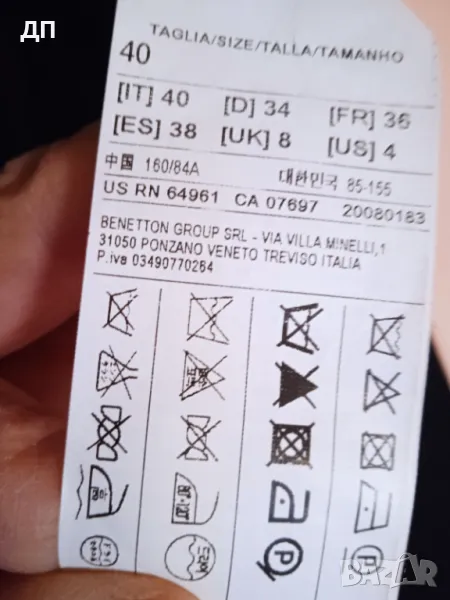 ДП
TAGLIA/SIZE/TALLA/TAMANHO
40
[IT] 40 [D] 34 [FR] 36
[ES] 38 [UK] 8 [US] 4
中国 160/84A 대한민국 85-155
US RN 64961 CA 07697 20080183
BENETTON GROUP SRL - VIA VILLA MINELLI,1
31050 PONZANO VENETO TREVISO ITALIA
P.iva 03490770264
P
P
BAZAR